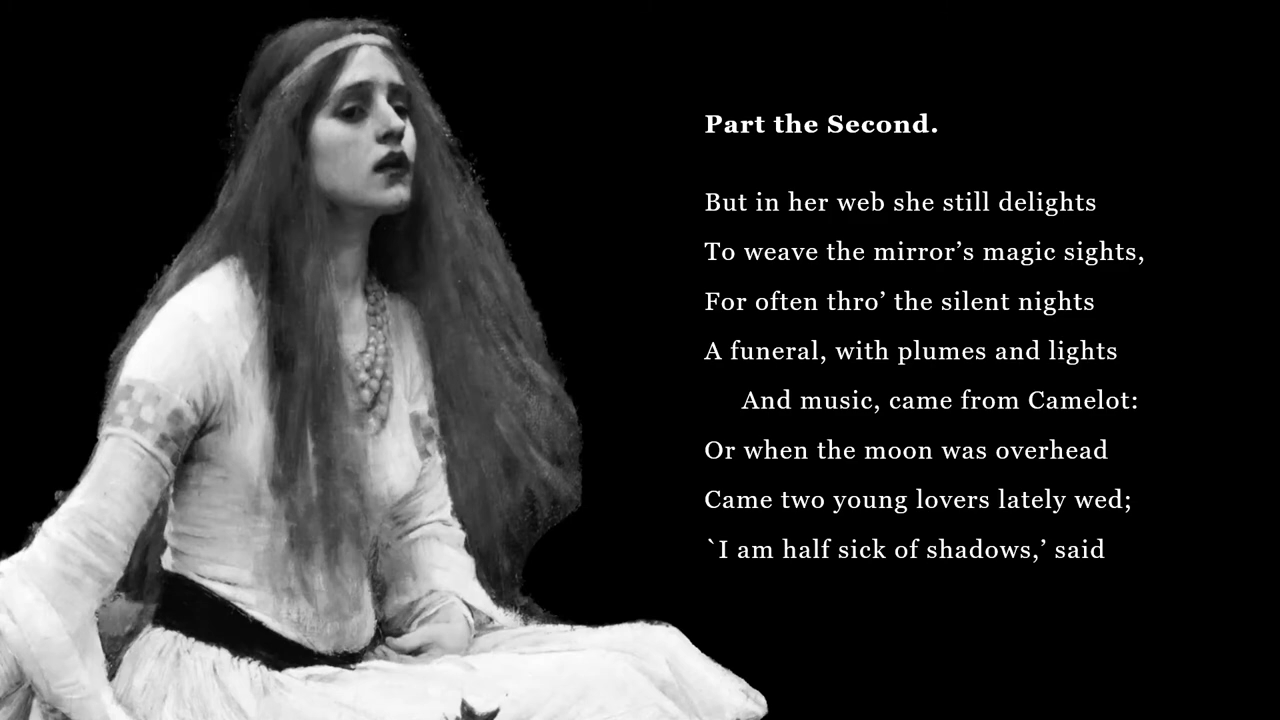 Part the Second.
But in her web she still delights
To weave the mirror’s magic sights,
For often thro’ the silent nights
A funeral, with plumes and lights
And music, came from Camelot:
Or when the moon was overhead
Came two young lovers lately wed;
`I am half sick of shadows,’ said